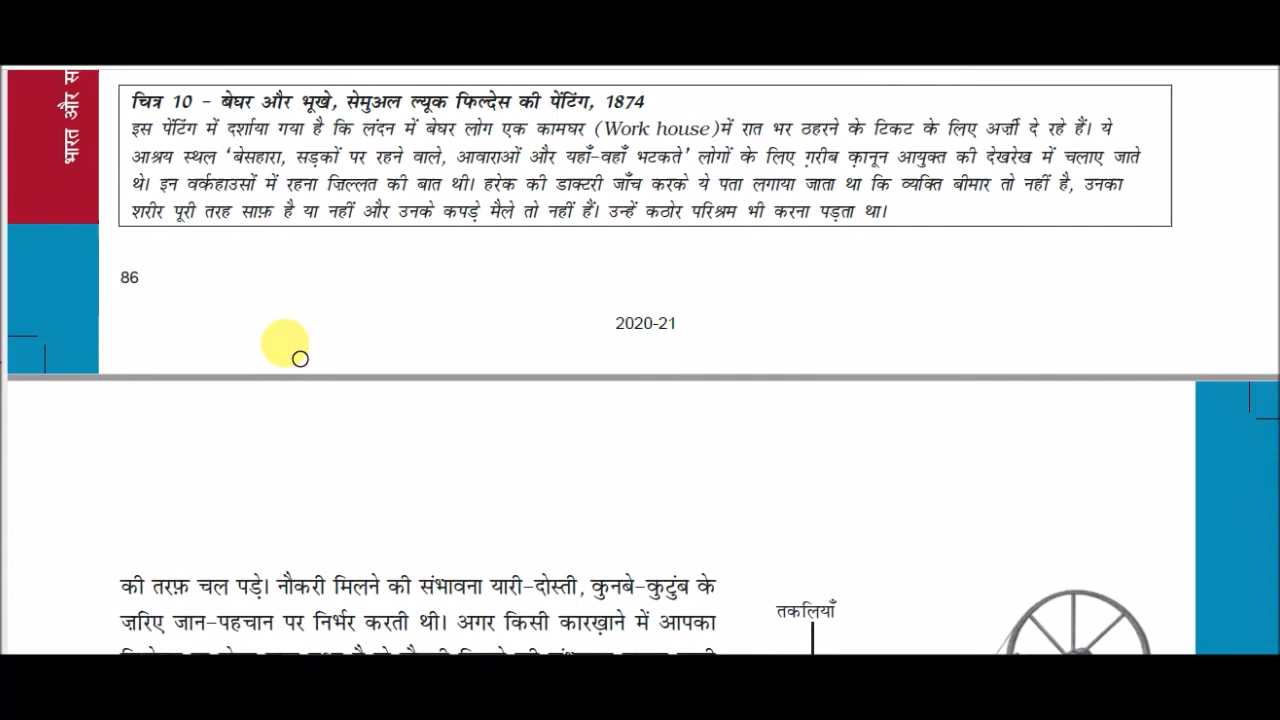 भारत और स
चित्र 10 – बेघर और भूखे, सेमुअल ल्यूक फिल्देस की पेंटिंग, 1874
इस पेंटिंग में दर्शाया गया है कि लंदन में बेघर लोग एक कामघर (Work house)में रात भर ठहरने के टिकट के लिए अर्ज़ी दे रहे हैं। ये
आश्रय स्थल ‘बेसहारा, सड़कों पर रहने वाले, आवाराओं और यहाँ-वहाँ भटकते’ लोगों के लिए ग़रीब क़ानून आयुक्त की देखरेख में चलाए जाते
थे। इन वर्कहाउसों में रहना ज़िल्लत की बात थी। हरेक की डाक्टरी जाँच करके ये पता लगाया जाता था कि व्यक्ति बीमार तो नहीं है, उनका
शरीर पूरी तरह साफ़ है या नहीं और उनके कपड़े मैले तो नहीं हैं। उन्हें कठोर परिश्रम भी करना पड़ता था।
86
2020-21
की तरफ़ चल पड़े। नौकरी मिलने की संभावना यारी-दोस्ती, कुनबे-कुटुंब के
ज़रिए जान-पहचान पर निर्भर करती थी। अगर किसी कारख़ाने में आपका
तकलियाँ